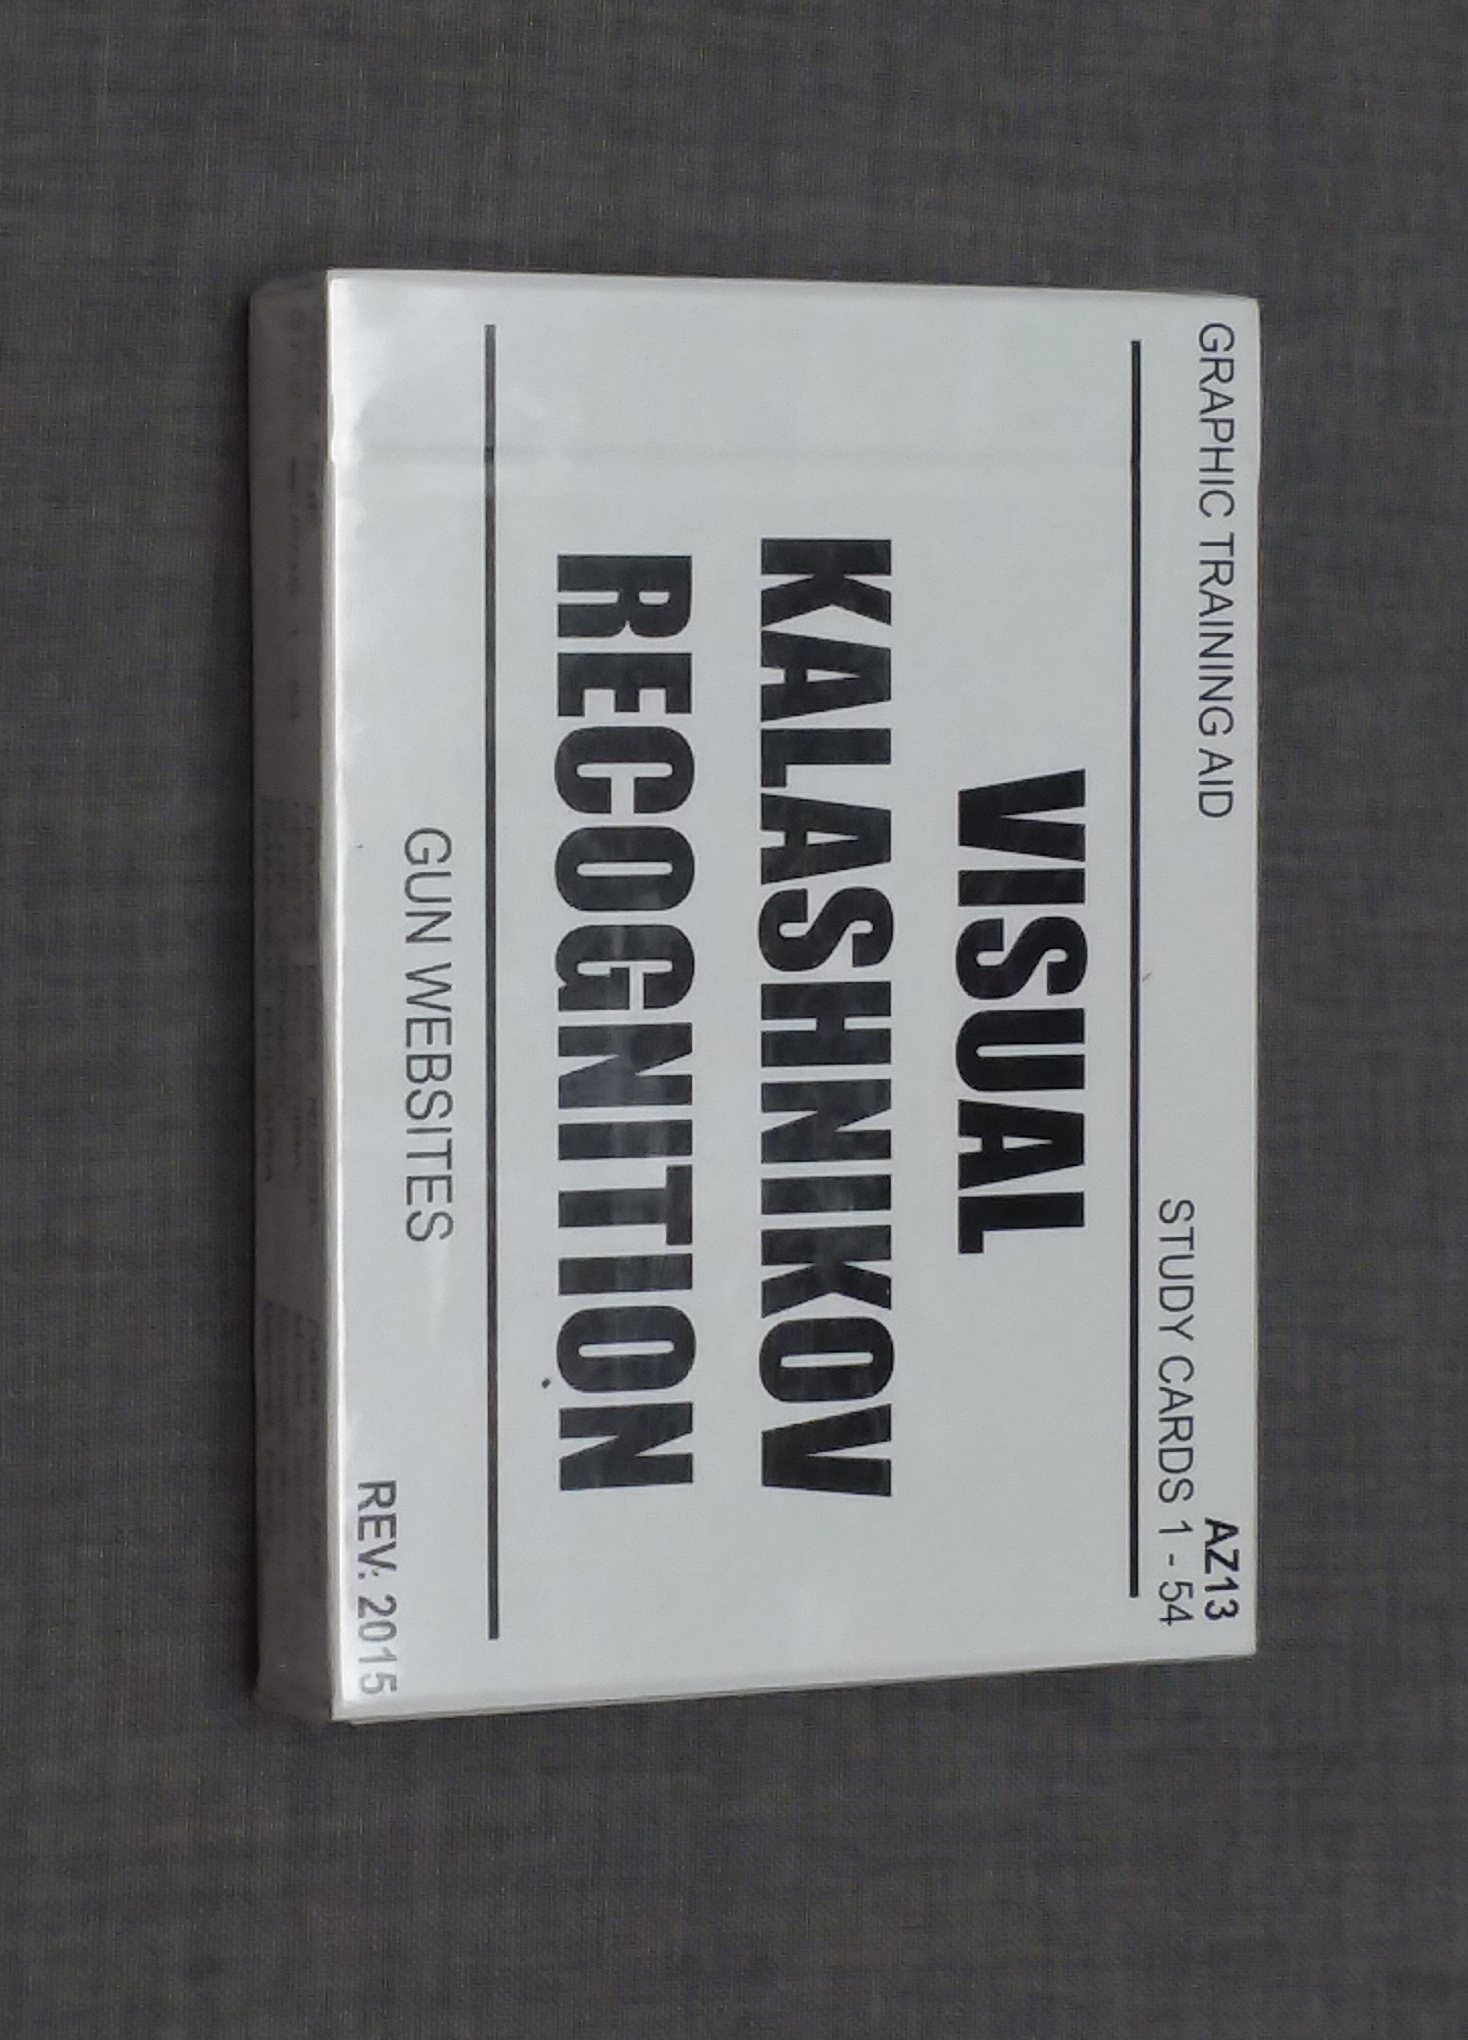 GRAPHIC TRAINING AID
AZ13
STUDY CARDS 1 - 54
VISUAL
KALASHNIKOV
RECOGNITION
GUN WEBSITES
REV. 2015